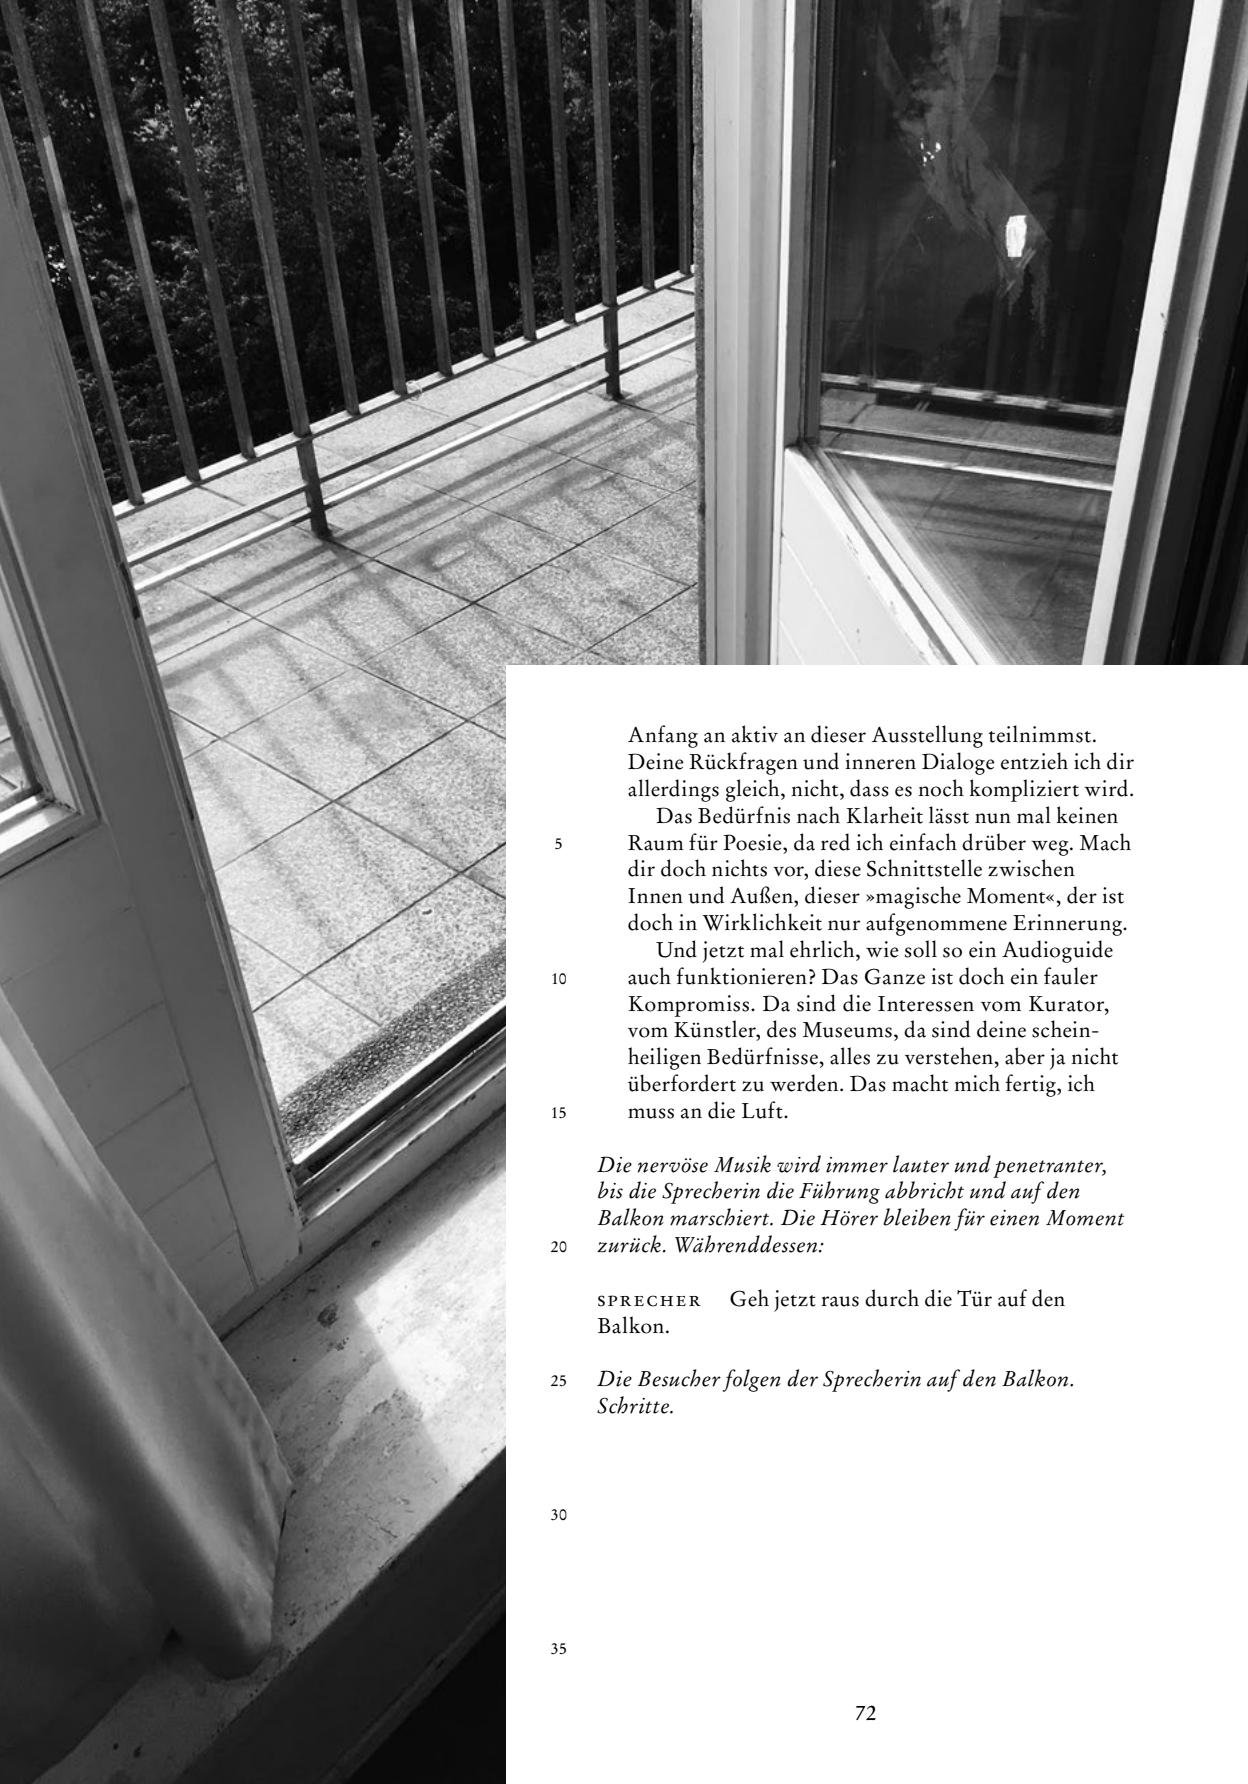 Anfang an aktiv an dieser Ausstellung teilnimmst.
Deine Rückfragen und inneren Dialoge entzieh ich dir
allerdings gleich, nicht, dass es noch kompliziert wird.
Das Bedürfnis nach Klarheit lässt nun mal keinen
5 Raum für Poesie, da red ich einfach drüber weg. Mach
dir doch nichts vor, diese Schnittstelle zwischen
Innen und Außen, dieser »magische Moment«, der ist
doch in Wirklichkeit nur aufgenommene Erinnerung.
Und jetzt mal ehrlich, wie soll so ein Audioguide
10 auch funktionieren? Das Ganze ist doch ein fauler
Kompromiss. Da sind die Interessen vom Kurator,
vom Künstler, des Museums, da sind deine schein-
heiligen Bedürfnisse, alles zu verstehen, aber ja nicht
überfordert zu werden. Das macht mich fertig, ich
15 muss an die Luft.
Die nervöse Musik wird immer lauter und penetranter,
bis die Sprecherin die Führung abbricht und auf den
Balkon marschiert. Die Hörer bleiben für einen Moment
20 zurück. Währenddessen:
SPRECHER Geh jetzt raus durch die Tür auf den
Balkon.
25 Die Besucher folgen der Sprecherin auf den Balkon.
Schritte.
30
35
72